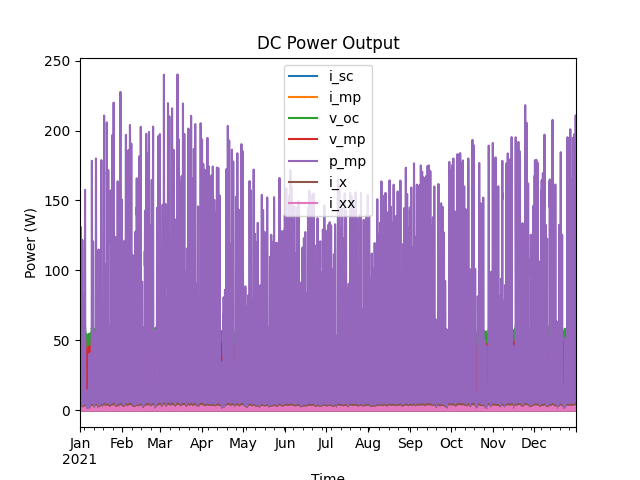 DC Power Output
250
200
150
100
50
0
Power (W)
i_sc
i_mp
v_oc
v_mp
p_mp
i_x
i_xx
Jan Feb Mar Apr May Jun Jul Aug Sep Oct Nov Dec
2021
Time